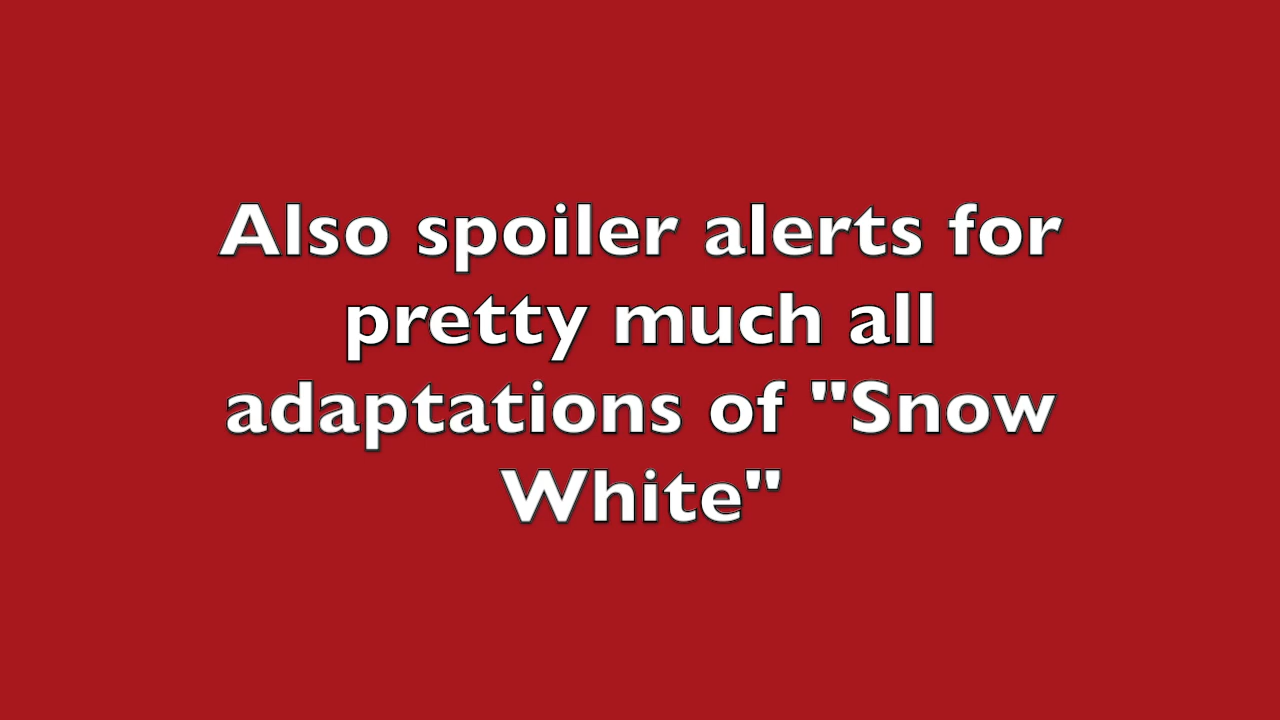 Also spoiler alerts for
pretty much all
adaptations of "Snow
White"